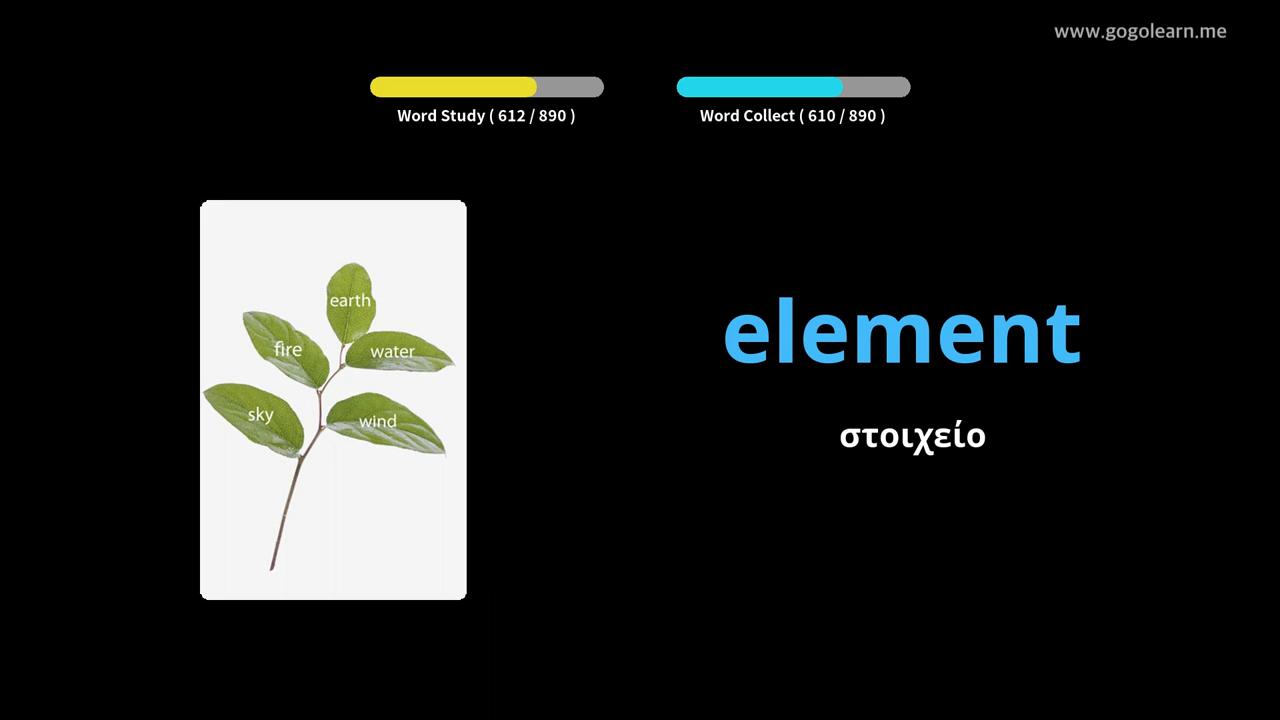 www.gogolearn.me
Word Study ( 612 / 890 )
Word Collect ( 610 / 890 )
earth
fire
water
sky
wind
element
στοιχείο